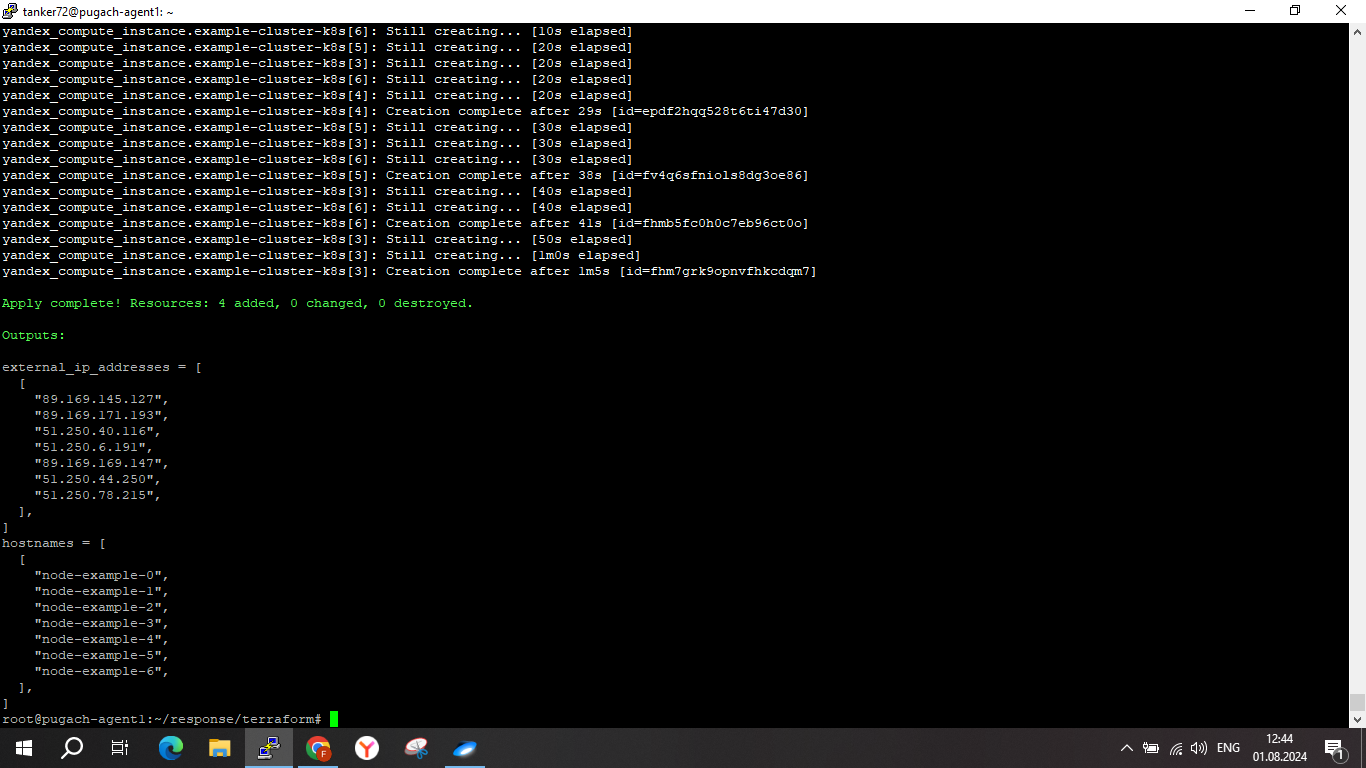 tanker72@pugach-agent1: ~
yandex_compute_instance.example-cluster-k8s[6]: Still creating... [10s elapsed]
yandex_compute_instance.example-cluster-k8s[5]: Still creating... [20s elapsed]
yandex_compute_instance.example-cluster-k8s[3]: Still creating... [20s elapsed]
yandex_compute_instance.example-cluster-k8s[6]: Still creating... [20s elapsed]
yandex_compute_instance.example-cluster-k8s[4]: Still creating... [20s elapsed]
yandex_compute_instance.example-cluster-k8s[4]: Creation complete after 29s [id=epdf2hqq528t6ti47d30]
yandex_compute_instance.example-cluster-k8s[5]: Still creating... [30s elapsed]
yandex_compute_instance.example-cluster-k8s[3]: Still creating... [30s elapsed]
yandex_compute_instance.example-cluster-k8s[6]: Still creating... [30s elapsed]
yandex_compute_instance.example-cluster-k8s[5]: Creation complete after 38s [id=fv4q6sfniols8dg3oe86]
yandex_compute_instance.example-cluster-k8s[3]: Still creating... [40s elapsed]
yandex_compute_instance.example-cluster-k8s[6]: Still creating... [40s elapsed]
yandex_compute_instance.example-cluster-k8s[6]: Creation complete after 41s [id=fhmb5fc0h0c7eb96ct0o]
yandex_compute_instance.example-cluster-k8s[3]: Still creating... [50s elapsed]
yandex_compute_instance.example-cluster-k8s[3]: Still creating... [1m0s elapsed]
yandex_compute_instance.example-cluster-k8s[3]: Creation complete after 1m5s [id=fhm7grk9opnvfhkcdqm7]
Apply complete! Resources: 4 added, 0 changed, 0 destroyed.
Outputs:
external_ip_addresses = [
  [
    "89.169.145.127",
    "89.169.171.193",
    "51.250.40.116",
    "51.250.6.191",
    "89.169.169.147",
    "51.250.44.250",
    "51.250.78.215",
  ],
]
hostnames = [
  [
    "node-example-0",
    "node-example-1",
    "node-example-2",
    "node-example-3",
    "node-example-4",
    "node-example-5",
    "node-example-6",
  ],
]
root@pugach-agent1:~/response/terraform#
ENG
12:44
01.08.2024
1